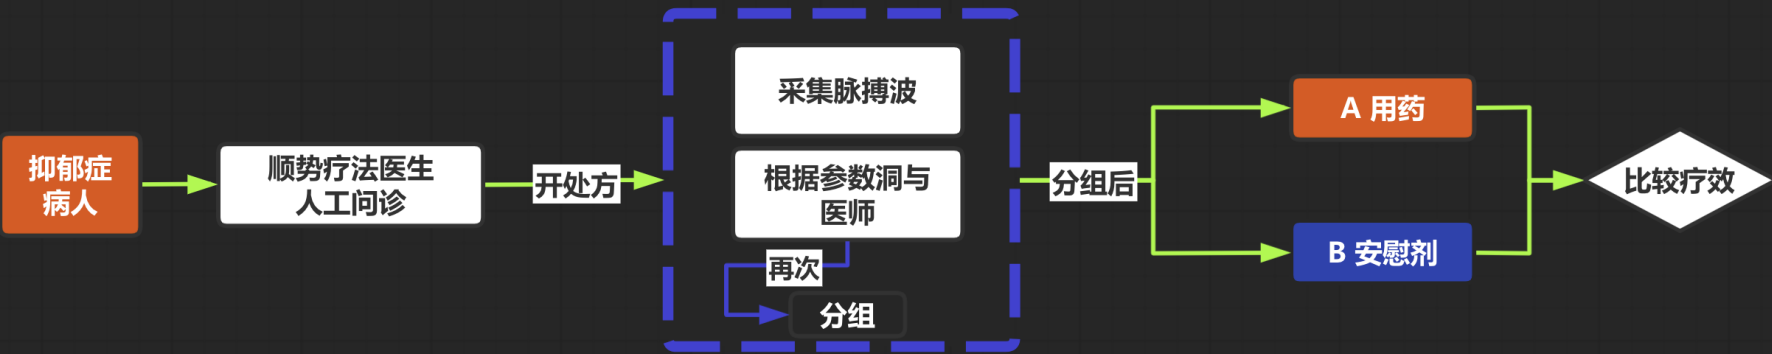 抑郁症
病人
顺势疗法医生
人工问诊
开处方
采集脉搏波
根据参数洞与
医师
再次
分组
分组后
A 用药
B 安慰剂
比较疗效